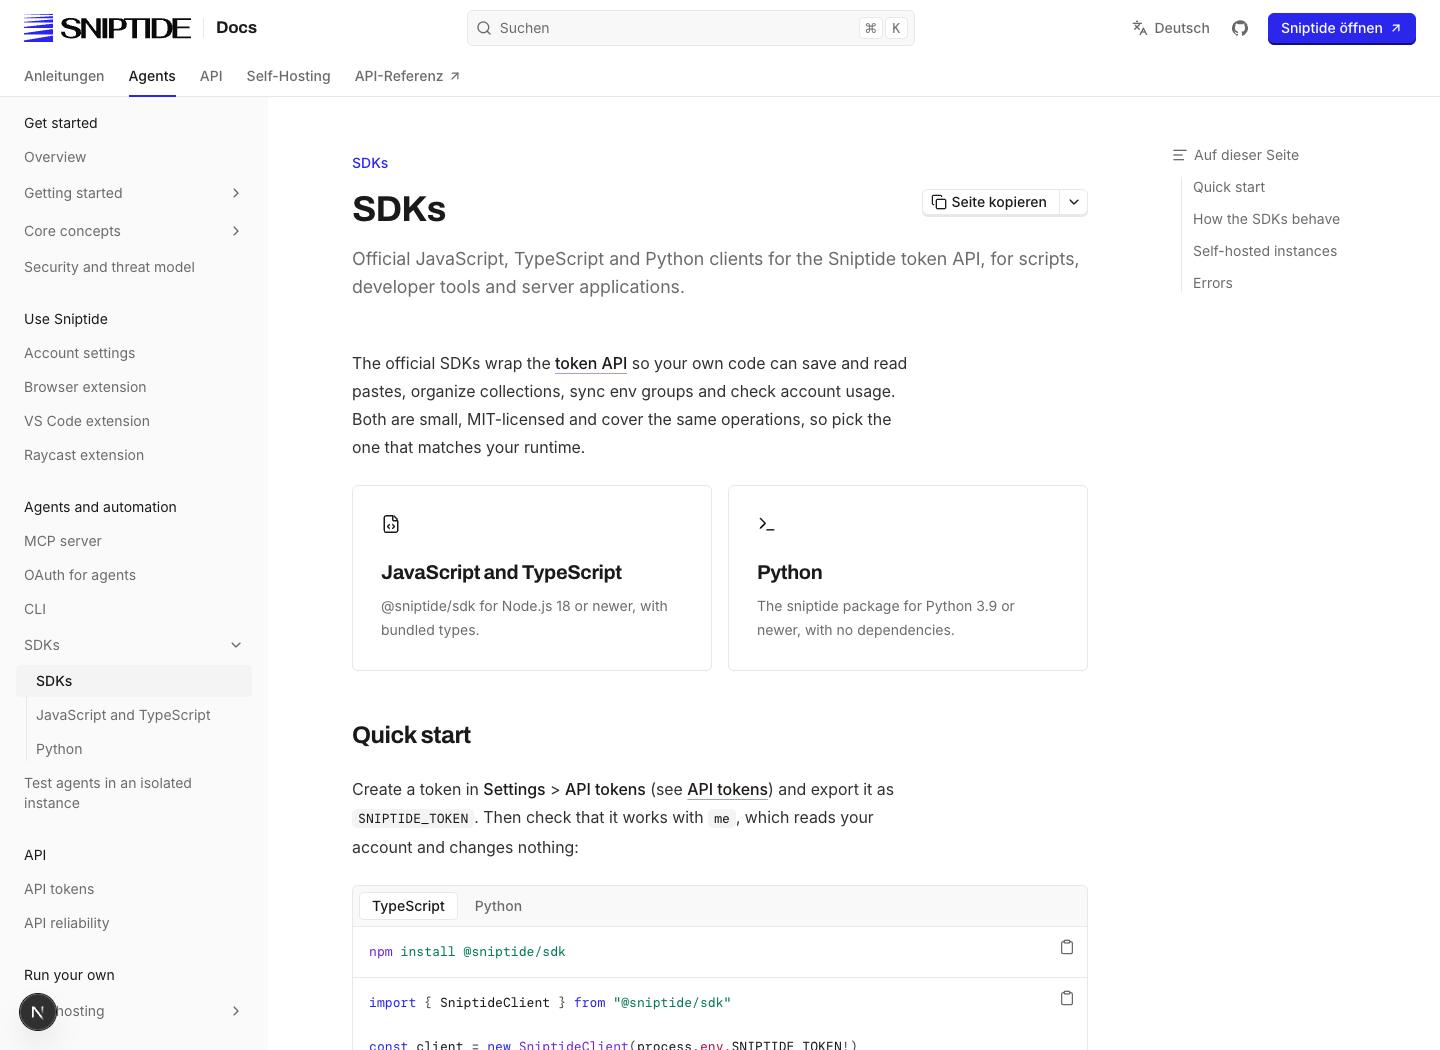 SNIPTIDE
Docs
Suchen
⌘ K
Deutsch
Sniptide öffnen
Anleitungen
Agents
API
Self-Hosting
API-Referenz
Get started
Overview
Getting started
Core concepts
Security and threat model
Use Sniptide
Account settings
Browser extension
VS Code extension
Raycast extension
Agents and automation
MCP server
OAuth for agents
CLI
SDKs
SDKs
JavaScript and TypeScript
Python
Test agents in an isolated
instance
API
API tokens
API reliability
Run your own
N
hosting
SDKs
SDKs
Seite kopieren
Official JavaScript, TypeScript and Python clients for the Sniptide token API, for scripts,
developer tools and server applications.
The official SDKs wrap the token API so your own code can save and read
pastes, organize collections, sync env groups and check account usage.
Both are small, MIT-licensed and cover the same operations, so pick the
one that matches your runtime.
JavaScript and TypeScript
@sniptide/sdk for Node.js 18 or newer, with
bundled types.
Python
The sniptide package for Python 3.9 or
newer, with no dependencies.
Quick start
Create a token in Settings > API tokens (see API tokens) and export it as
SNIPTIDE_TOKEN. Then check that it works with me, which reads your
account and changes nothing:
TypeScript
Python
npm install @sniptide/sdk
import { SniptideClient } from "@sniptide/sdk"
const client = new SniptideClient(process.env.SNIPTIDE_TOKEN!)
Auf dieser Seite
Quick start
How the SDKs behave
Self-hosted instances
Errors